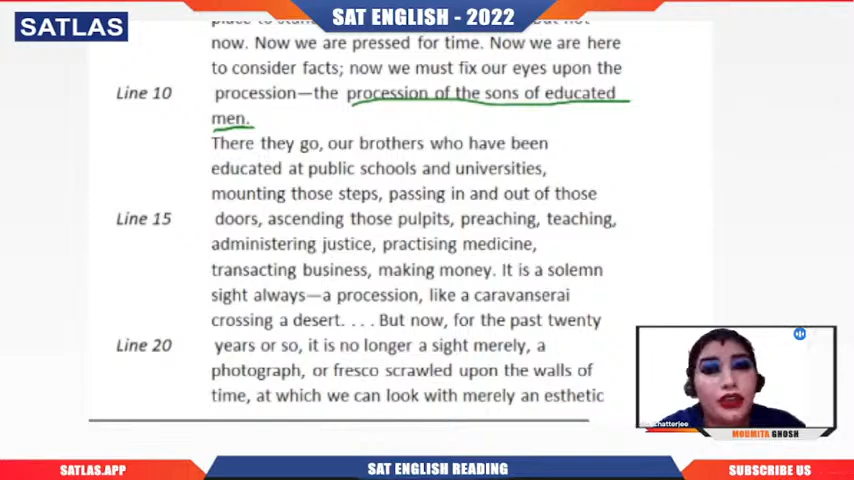 SATLAS
SAT ENGLISH - 2022
place to stand
now. Now we are pressed for time. Now we are here
to consider facts; now we must fix our eyes upon the
Line 10 procession—the procession of the sons of educated
men.
There they go, our brothers who have been
educated at public schools and universities,
mounting those steps, passing in and out of those
Line 15 doors, ascending those pulpits, preaching, teaching,
administering justice, practising medicine,
transacting business, making money. It is a solemn
sight always—a procession, like a caravanserai
crossing a desert. . . . But now, for the past twenty
Line 20 years or so, it is no longer a sight merely, a
photograph, or fresco scrawled upon the walls of
time, at which we can look with merely an esthetic
MOUMITA GHOSH
SATLAS.APP
SAT ENGLISH READING
SUBSCRIBE US